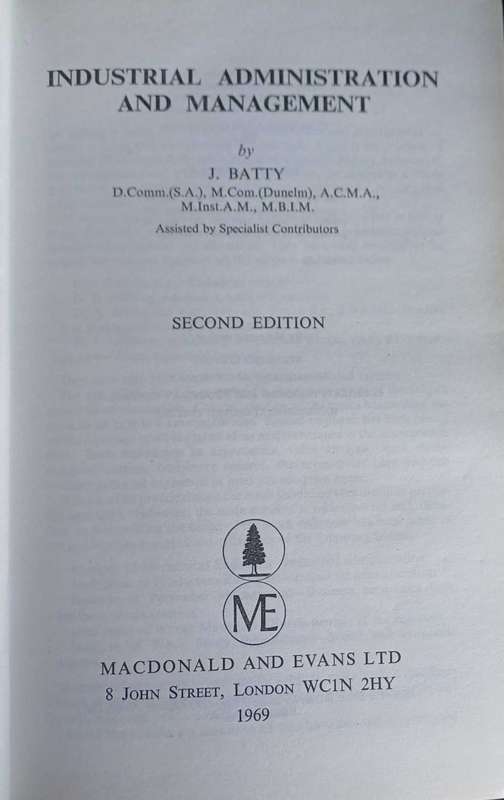 INDUSTRIAL ADMINISTRATION
AND MANAGEMENT
by
J. BATTY
D.Comm.(S.A.), M.Com.(Dunelm), A.C.M.A.,
M.Inst.A.M., M.B.I.M.
Assisted by Specialist Contributors
SECOND EDITION
ME
MACDONALD AND EVANS LTD
8 JOHN STREET, LONDON WC1N 2HY
1969